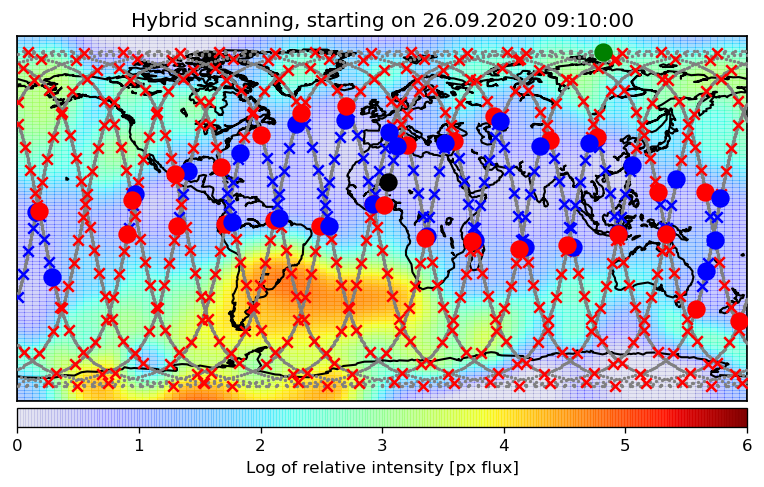 Hybrid scanning, starting on 26.09.2020 09:10:00
0 1 2 3 4 5 6
Log of relative intensity [px flux]